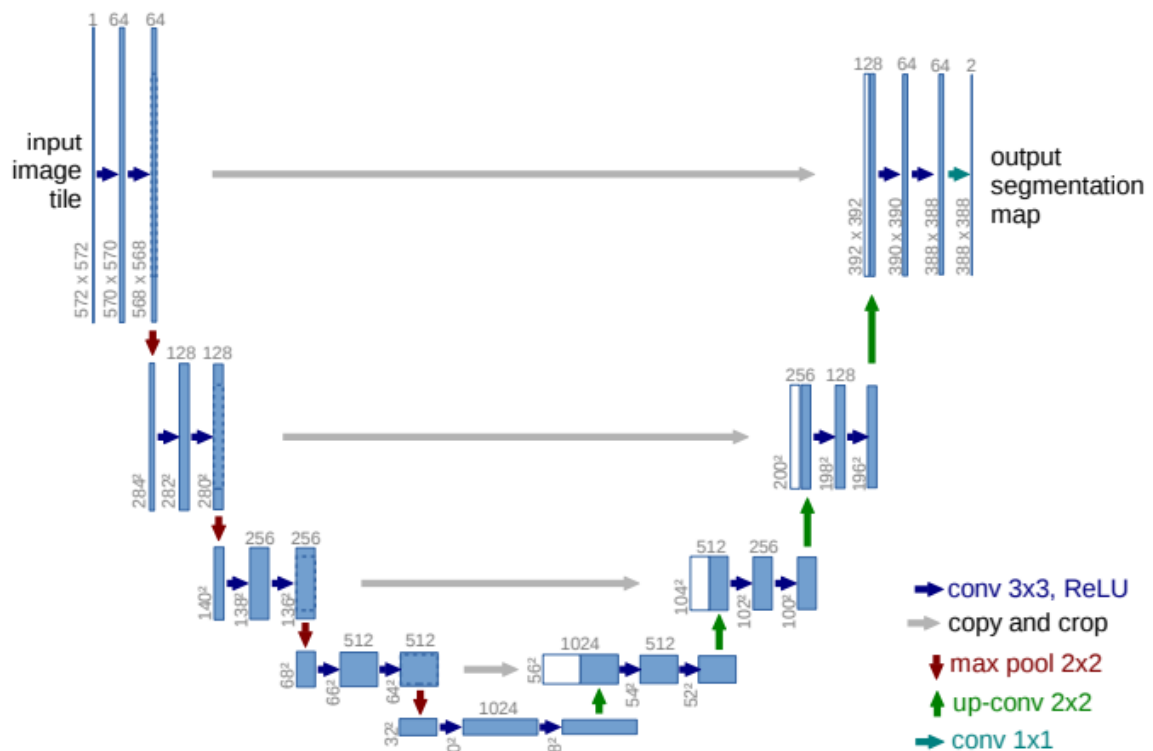 1 64 64
128 64 64 2
input
image
tile
output
segmentation
map
572 x 572
570 x 570
568 x 568
392 x 392
390 x 390
388 x 388
388 x 388
128 128
256 128
284²
282²
280²
200²
198²
196²
256 256
512 256
140²
138²
136²
104²
102²
100²
512 512
1024 512
68²
66²
64²
56²
54²
52²
1024
32²
conv 3x3, ReLU
copy and crop
max pool 2x2
up-conv 2x2
conv 1x1